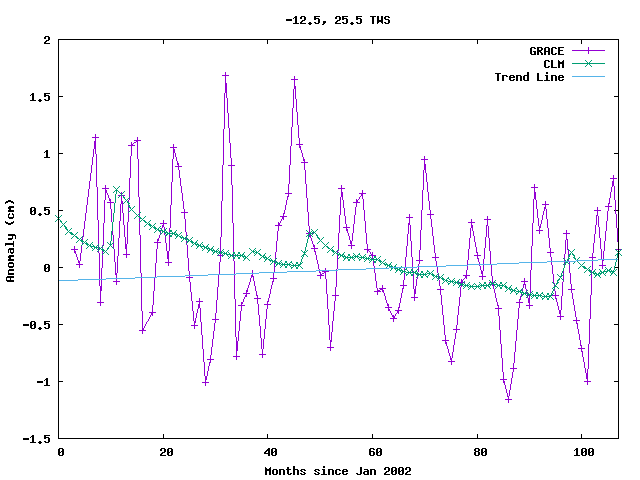 -12.5, 25.5 TWS
GRACE
CLM
Trend Line
2
1.5
1
0.5
0
-0.5
-1
-1.5
Anomaly (cm)
0 20 40 60 80 100
Months since Jan 2002